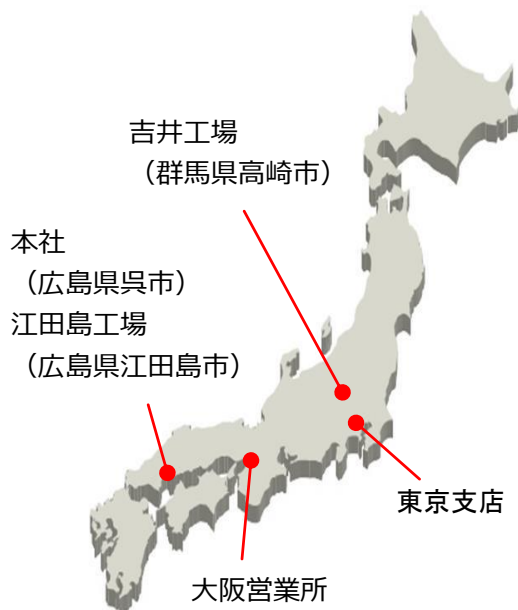 吉井工場
（群馬県高崎市）
本社
（広島県呉市）
江田島工場
（広島県江田島市）
東京支店
大阪営業所